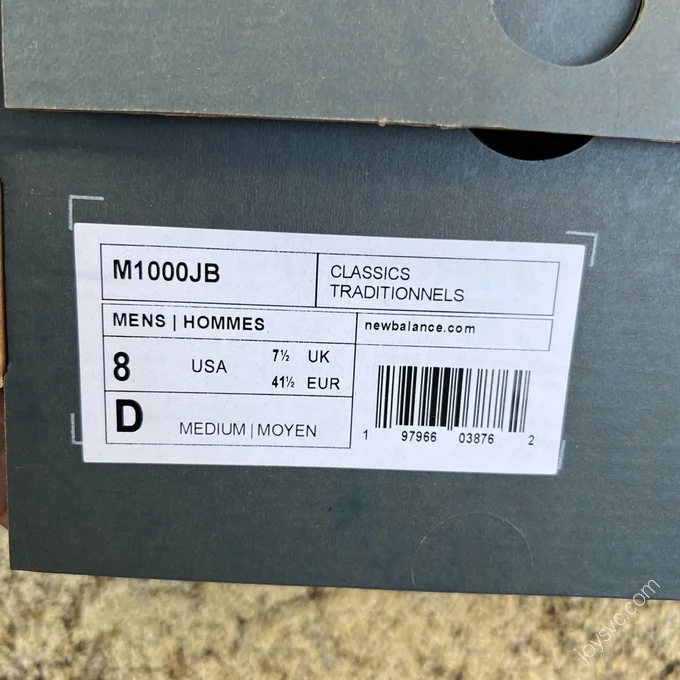 M1000JB
CLASSICS
TRADITIONNELS
MENS | HOMMES
newbalance.com
8 USA
7½ UK
41½ EUR
D MEDIUM | MOYEN
1 97966 03876 2
joysvc.com